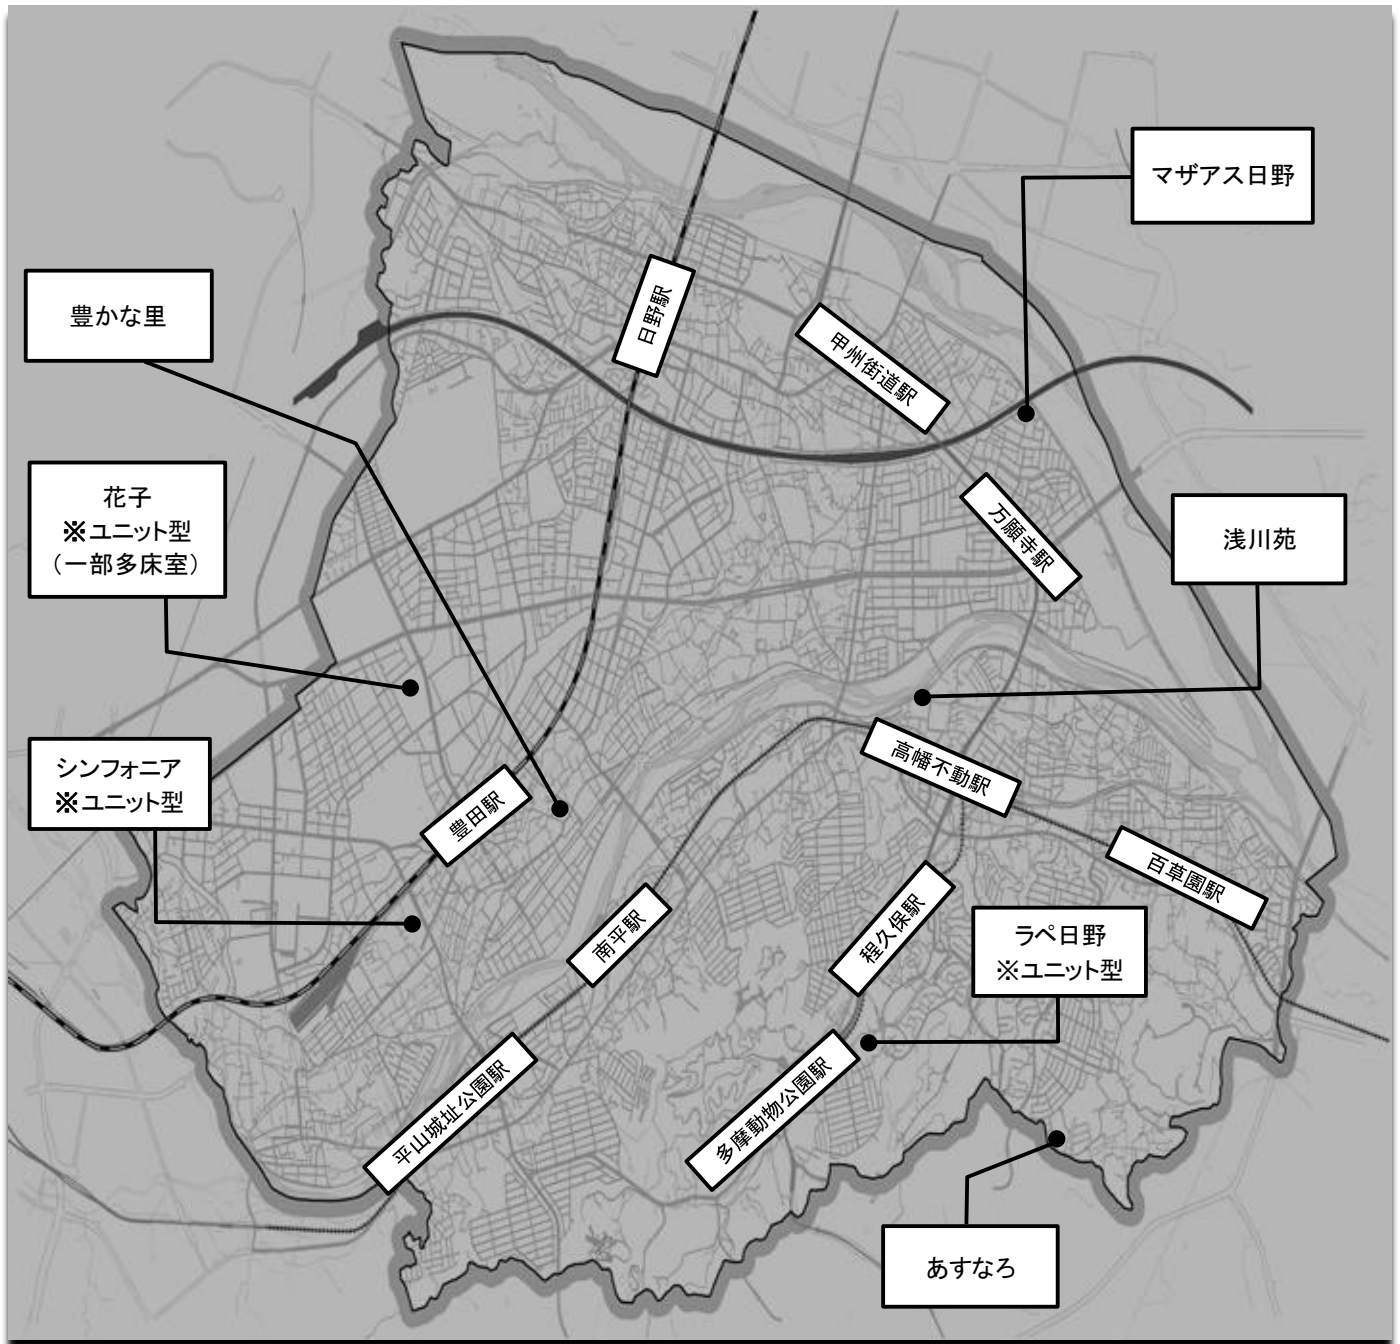 マザアス日野
豊かな里
日野駅
甲州街道駅
花子
※ユニット型
（一部多床室）
万願寺駅
浅川苑
シンフォニア
※ユニット型
豊田駅
高幡不動駅
百草園駅
程久保駅
南平駅
ラペ日野
※ユニット型
平山城址公園駅
多摩動物公園駅
あすなろ